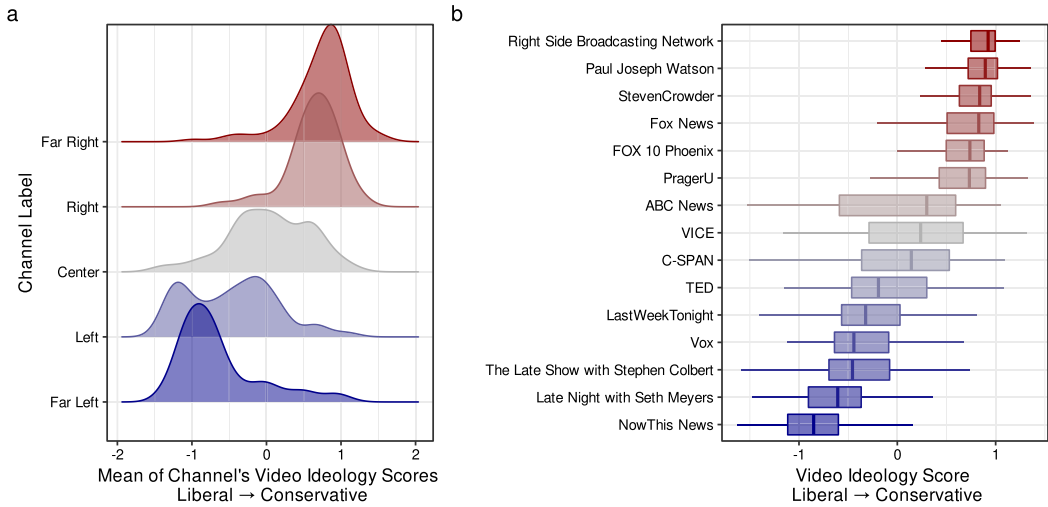 a
Channel Label
Far Right
Right
Center
Left
Far Left
-2 -1 0 1 2
Mean of Channel's Video Ideology Scores
Liberal → Conservative
b
Right Side Broadcasting Network
Paul Joseph Watson
StevenCrowder
Fox News
FOX 10 Phoenix
PragerU
ABC News
VICE
C-SPAN
TED
LastWeekTonight
Vox
The Late Show with Stephen Colbert
Late Night with Seth Meyers
NowThis News
-1 0 1
Video Ideology Score
Liberal → Conservative